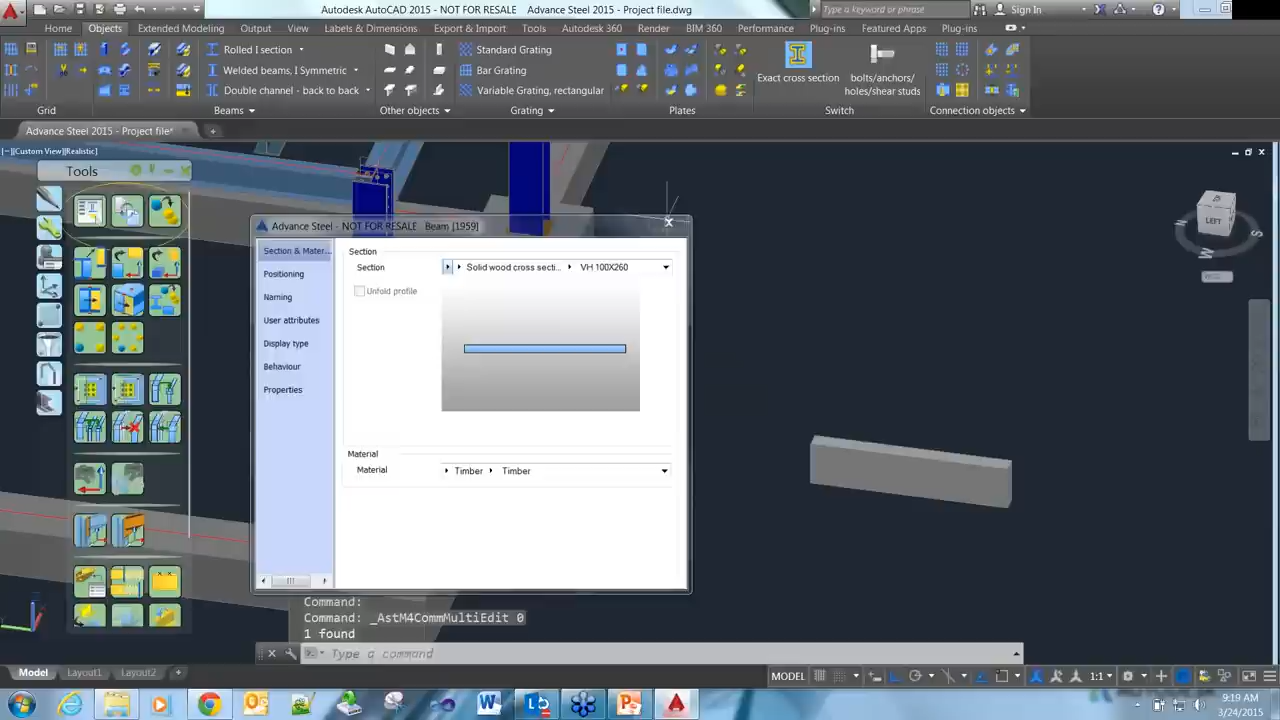 Autodesk AutoCAD 2015 - NOT FOR RESALE Advance Steel 2015 - Project file.dwg
Type a keyword or phrase
Sign In
Home Objects Extended Modeling Output View Labels & Dimensions Export & Import Tools Autodesk 360 Render BIM 360 Performance Plug-ins Featured Apps Plug-ins
Rolled I section
Welded beams, I Symmetric
Double channel - back to back
Standard Grating
Bar Grating
Variable Grating, rectangular
Exact cross section
bolts/anchors/
holes/shear studs
Grid Beams Other objects Grating Plates Switch Connection objects
Advance Steel 2015 - Project file*
[−][Custom View][Realistic]
Tools
LEFT
Advance Steel - NOT FOR RESALE Beam [1959]
Section & Mater...
Positioning
Naming
User attributes
Display type
Behaviour
Properties
Section
Section Solid wood cross secti... VH 100X260
Unfold profile
Material
Material Timber Timber
Command:
Command: _AstM4CommMultiEdit 0
1 found
Type a command
Model Layout1 Layout2
MODEL 1:1
9:19 AM
3/24/2015